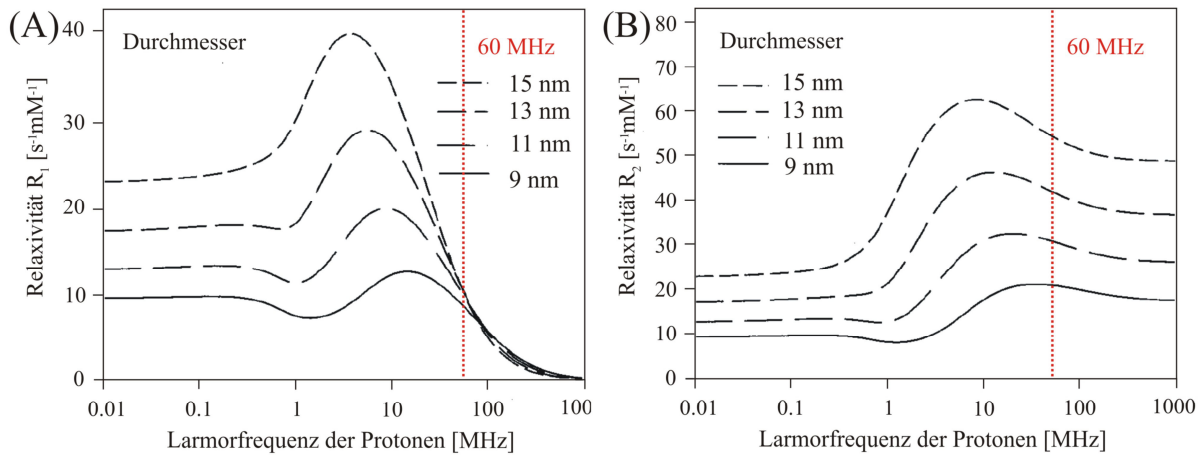 (A)
Durchmesser
60 MHz
15 nm
13 nm
11 nm
9 nm
Relaxivität R₁ [s⁻¹mM⁻¹]
40
30
20
10
0
0.01 0.1 1 10 100 100
Larmorfrequenz der Protonen [MHz]
(B)
Durchmesser
60 MHz
15 nm
13 nm
11 nm
9 nm
Relaxivität R₂ [s⁻¹mM⁻¹]
80
70
60
50
40
30
20
10
0
0.01 0.1 1 10 100 1000
Larmorfrequenz der Protonen [MHz]